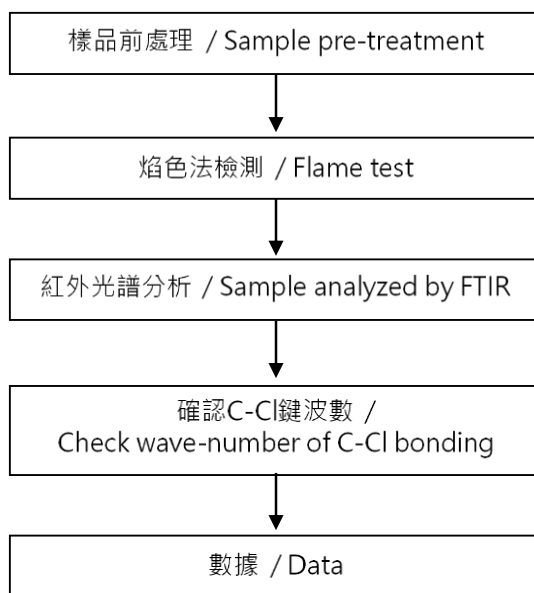 樣品前處理 / Sample pre-treatment
焰色法檢測 / Flame test
紅外光譜分析 / Sample analyzed by FTIR
確認C-Cl鍵波數 /
Check wave-number of C-Cl bonding
數據 / Data